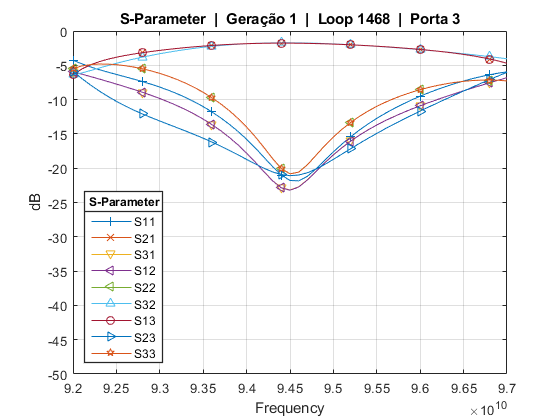 S-Parameter | Geração 1 | Loop 1468 | Porta 3
0
-5
-10
-15
-20
-25
-30
-35
-40
-45
-50
dB
S-Parameter
S11
S21
S31
S12
S22
S32
S13
S23
S33
9.2 9.25 9.3 9.35 9.4 9.45 9.5 9.55 9.6 9.65 9.7
Frequency
×10^10